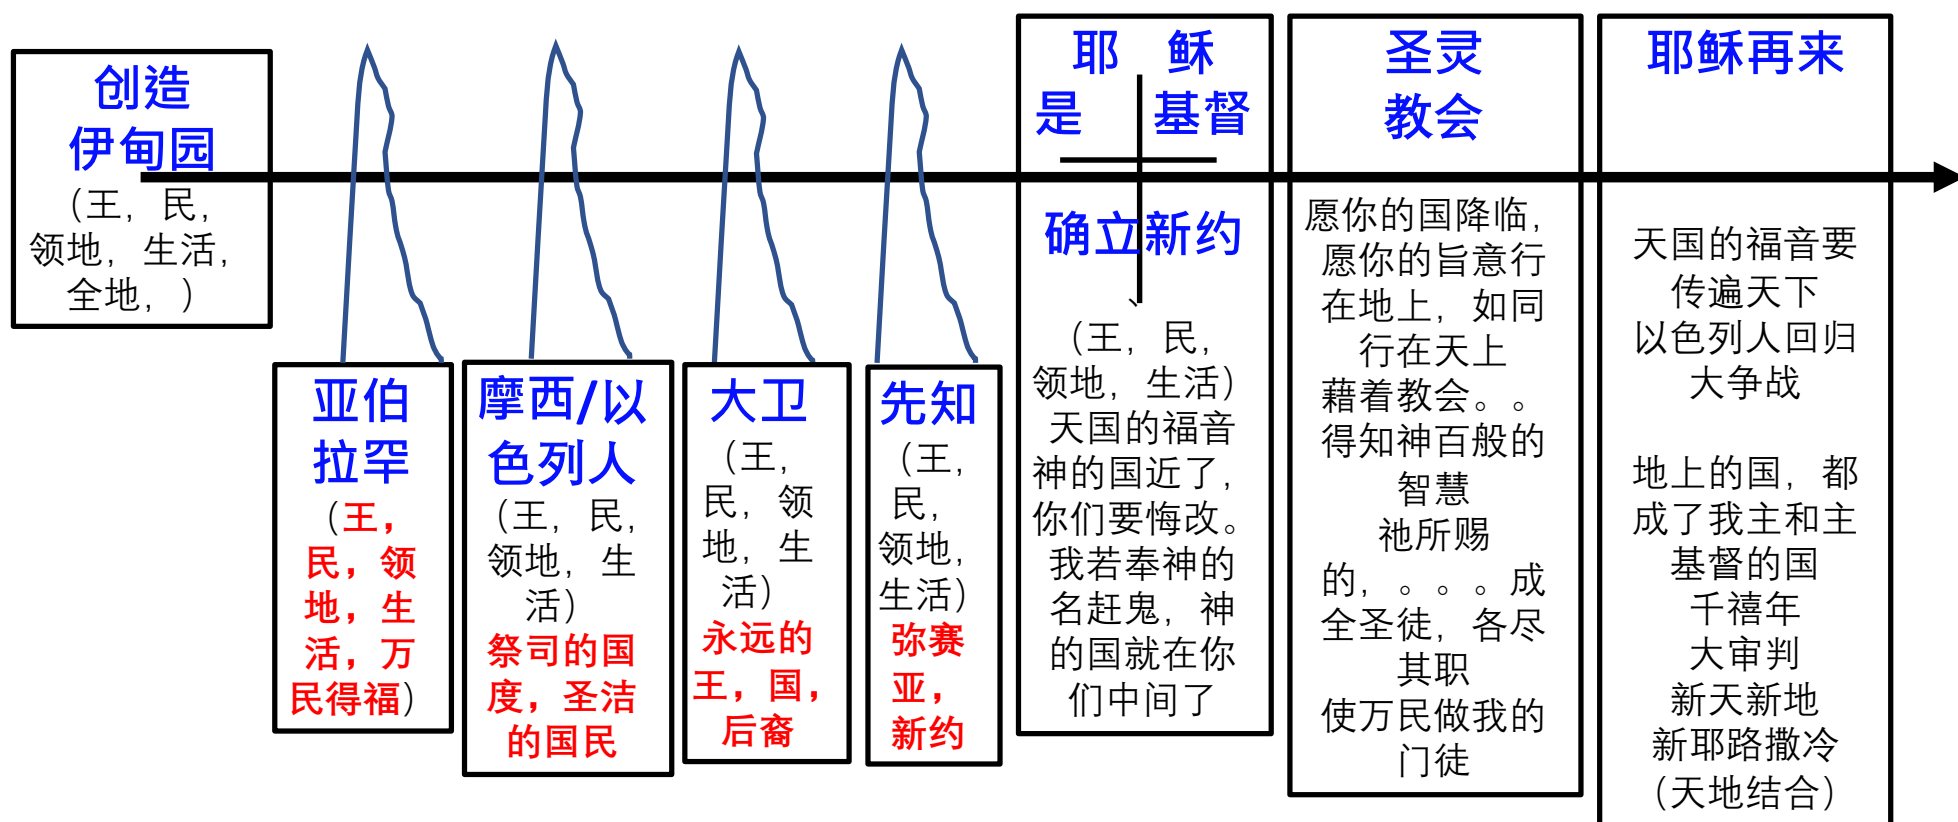 创造
伊甸园
（王，民，
领地，生活，
全地，）
亚伯
拉罕
（王，
民，领
地，生
活，万
民得福）
摩西/以
色列人
（王，民，
领地，生
活）
祭司的国
度，圣洁
的国民
大卫
（王，
民，领
地，生
活）
永远的
王，国，
后裔
先知
（王，
民，
领地，
生活）
弥赛
亚，
新约
耶 稣
是 基督
确立新约
、
（王，民，
领地，生活）
天国的福音
神的国近了，
你们要悔改。
我若奉神的
名赶鬼，神
的国就在你
们中间了
圣灵
教会
愿你的国降临，
愿你的旨意行
在地上，如同
行在天上
藉着教会。。
得知神百般的
智慧
祂所赐
的，。。。成
全圣徒，各尽
其职
使万民做我的
门徒
耶稣再来
天国的福音要
传遍天下
以色列人回归
大争战
地上的国，都
成了我主和主
基督的国
千禧年
大审判
新天新地
新耶路撒冷
（天地结合）